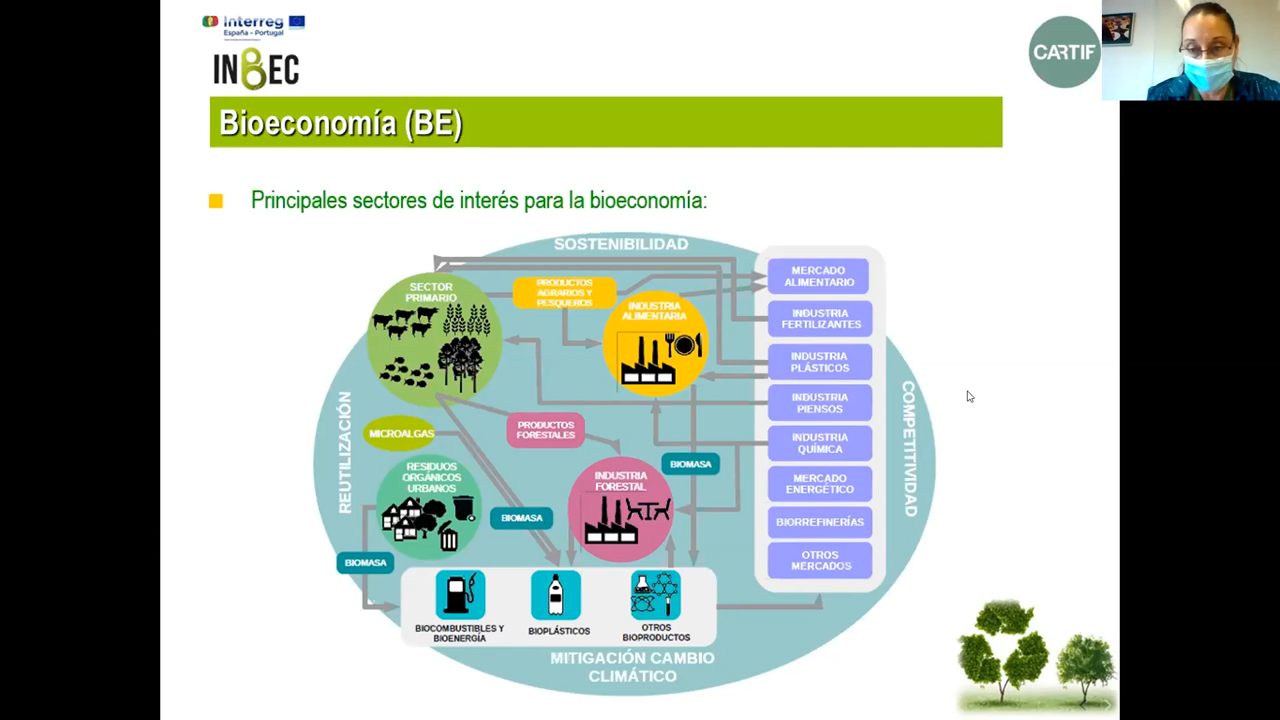 Interreg
España - Portugal
INBEC
CARTIF
Bioeconomía (BE)
Principales sectores de interés para la bioeconomía:
SOSTENIBILIDAD
SECTOR
PRIMARIO
PRODUCTOS
AGRARIOS Y
PESQUEROS
INDUSTRIA
ALIMENTARIA
MERCADO
ALIMENTARIO
INDUSTRIA
FERTILIZANTES
INDUSTRIA
PLÁSTICOS
INDUSTRIA
PIENSOS
INDUSTRIA
QUÍMICA
MERCADO
ENERGÉTICO
BIORREFINERÍAS
OTROS
MERCADOS
COMPETITIVIDAD
REUTILIZACIÓN
MICROALGAS
PRODUCTOS
FORESTALES
RESIDUOS
ORGÁNICOS
URBANOS
INDUSTRIA
FORESTAL
BIOMASA
BIOMASA
BIOMASA
BIOCOMBUSTIBLES Y
BIOENERGÍA
BIOPLÁSTICOS
OTROS
BIOPRODUCTOS
MITIGACIÓN CAMBIO
CLIMÁTICO